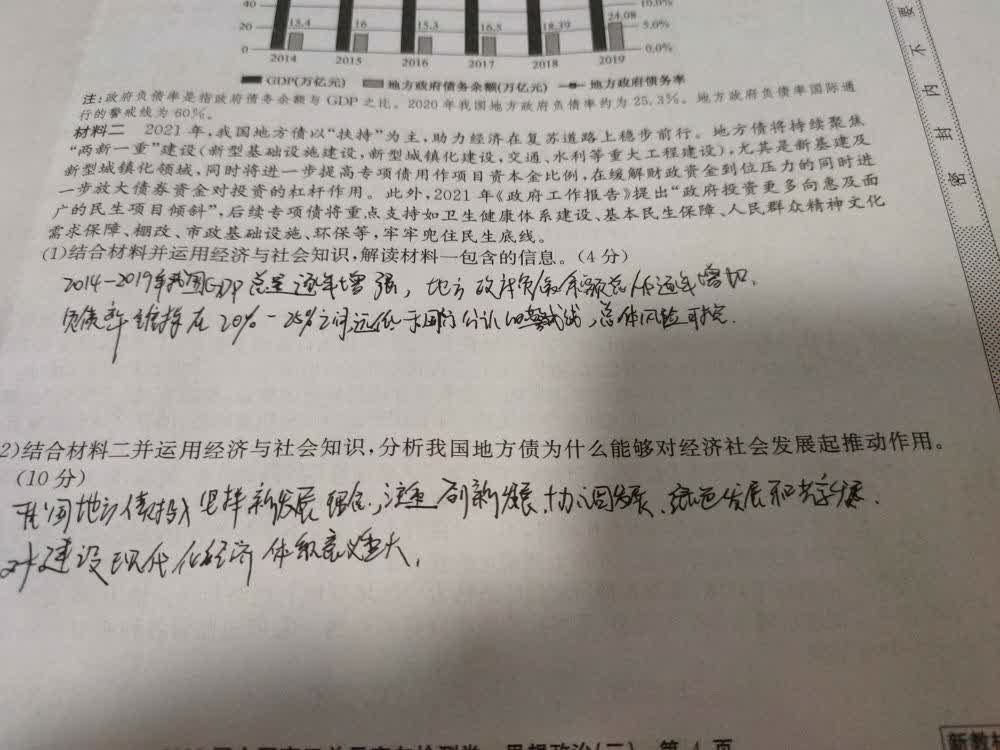 40
20
0
15.4
16
15.3
16.5
18.39
24.08
10.0%
5.0%
0.0%
2014 2015 2016 2017 2018 2019
GDP(万亿元) 地方政府债务余额(万亿元) 地方政府债务率
注:政府负债率是指政府债务余额与GDP之比。2020年我国地方政府负债率约为25.3%。地方政府负债率国际通
行的警戒线为60%。
材料二 2021年,我国地方债以“扶持”为主,助力经济在复苏道路上稳步前行。地方债将持续聚焦
“两新一重”建设(新型基础设施建设,新型城镇化建设,交通、水利等重大工程建设),尤其是新基建及
新型城镇化领域,同时将进一步提高专项债用作项目资本金比例,在缓解财政资金到位压力的同时进
一步放大债券资金对投资的杠杆作用。此外,2021年《政府工作报告》提出“政府投资更多向惠及面
广的民生项目倾斜”,后续专项债将重点支持如卫生健康体系建设、基本民生保障、人民群众精神文化
需求保障、棚改、市政基础设施、环保等,牢牢兜住民生底线。
(1)结合材料并运用经济与社会知识,解读材料一包含的信息。(4分)
2014-2019年我国GDP总量逐年增强,地方政府负债余额总体逐年增加.
负债率维持在20%-25%之间远低于国际公认的警戒线,总体风险可控.
2)结合材料二并运用经济与社会知识,分析我国地方债为什么能够对经济社会发展起推动作用。
(10分)
我国地方债投入坚持新发展理念,注重创新发展、协调发展、绿色发展和共享发展.
对建设现代化经济体系意义重大.
第 4 页
新教
密 封 内 不 要